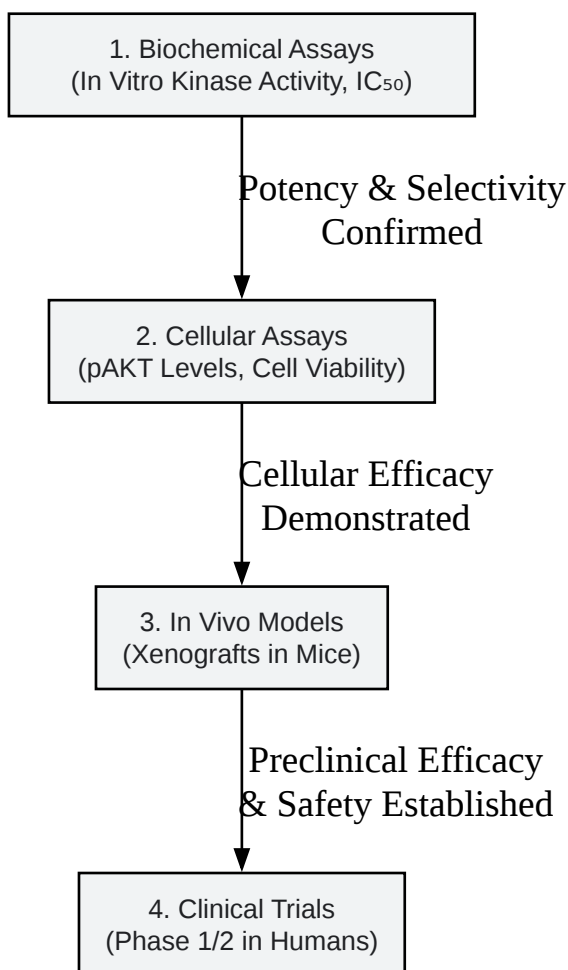 1. Biochemical Assays
(In Vitro Kinase Activity, IC₅₀)
Potency & Selectivity
Confirmed
2. Cellular Assays
(pAKT Levels, Cell Viability)
Cellular Efficacy
Demonstrated
3. In Vivo Models
(Xenografts in Mice)
Preclinical Efficacy
& Safety Established
4. Clinical Trials
(Phase 1/2 in Humans)